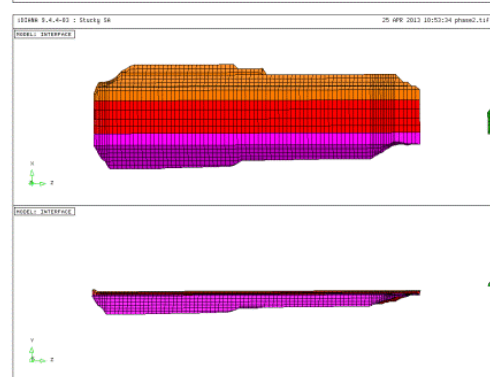 iDIANA 9.4.4-03 : Stucky SA
25 APR 2013 10:53:34 phase2.tif
MODEL: INTERFACE
X
Z
MODEL: INTERFACE
Y
Z